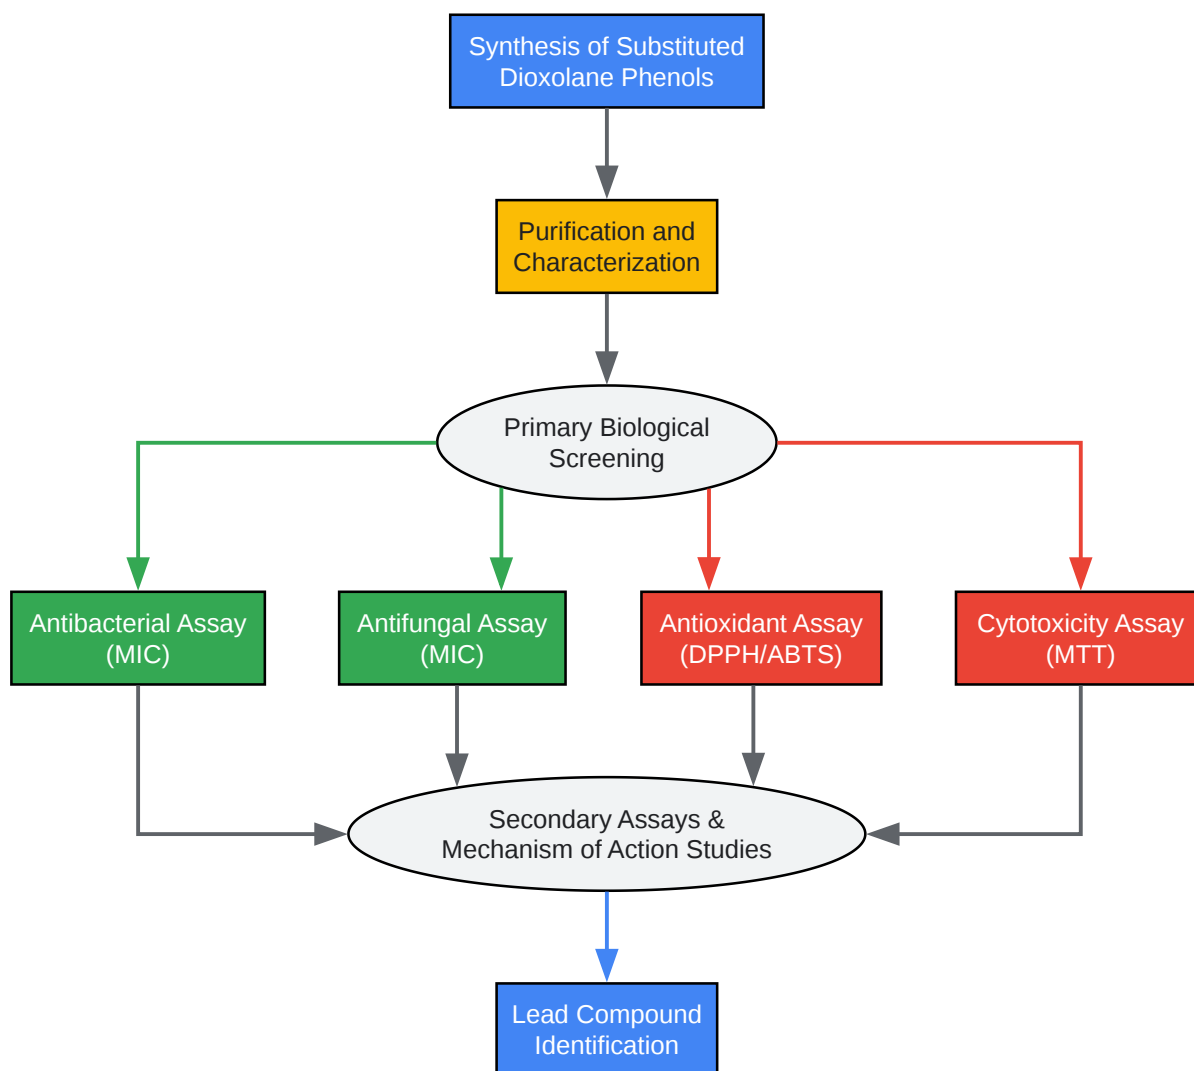 Synthesis of Substituted
Dioxolane Phenols
Purification and
Characterization
Primary Biological
Screening
Antibacterial Assay
(MIC)
Antifungal Assay
(MIC)
Antioxidant Assay
(DPPH/ABTS)
Cytotoxicity Assay
(MTT)
Secondary Assays &
Mechanism of Action Studies
Lead Compound
Identification